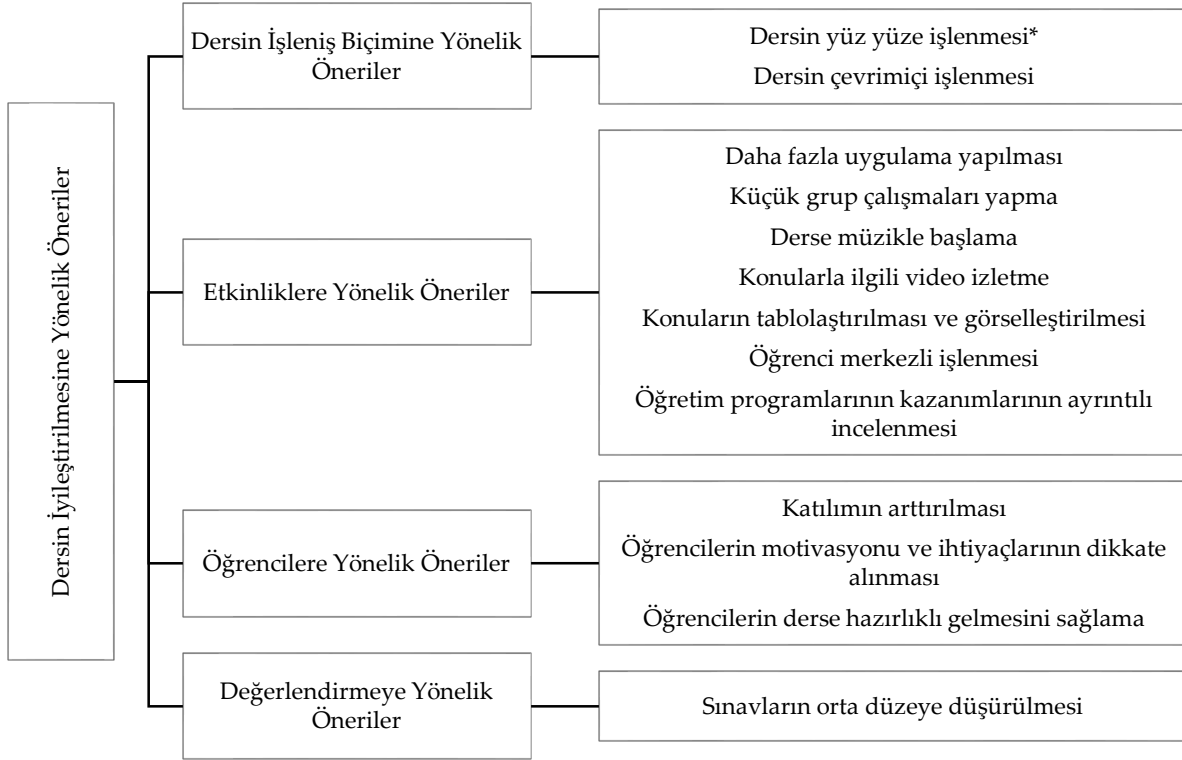 Dersin İyileştirilmesine Yönelik Öneriler
Dersin İşleniş Biçimine Yönelik
Öneriler
Dersin yüz yüze işlenmesi*
Dersin çevrimiçi işlenmesi
Etkinliklere Yönelik Öneriler
Daha fazla uygulama yapılması
Küçük grup çalışmaları yapma
Derse müzikle başlama
Konularla ilgili video izletme
Konuların tablolaştırılması ve görselleştirilmesi
Öğrenci merkezli işlenmesi
Öğretim programlarının kazanımlarının ayrıntılı
incelenmesi
Öğrencilere Yönelik Öneriler
Katılımın arttırılması
Öğrencilerin motivasyonu ve ihtiyaçlarının dikkate
alınması
Öğrencilerin derse hazırlıklı gelmesini sağlama
Değerlendirmeye Yönelik
Öneriler
Sınavların orta düzeye düşürülmesi